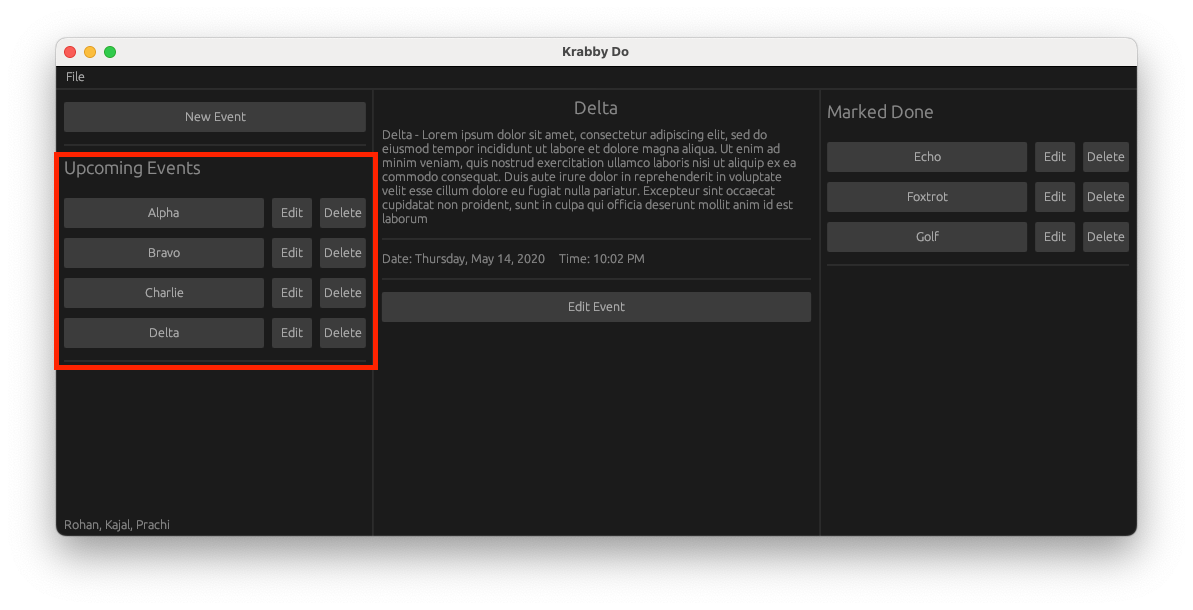 Krabby Do
File
New Event
Upcoming Events
Alpha Edit Delete
Bravo Edit Delete
Charlie Edit Delete
Delta Edit Delete
Rohan, Kajal, Prachi
Delta
Delta - Lorem ipsum dolor sit amet, consectetur adipiscing elit, sed do
eiusmod tempor incididunt ut labore et dolore magna aliqua. Ut enim ad
minim veniam, quis nostrud exercitation ullamco laboris nisi ut aliquip ex ea
commodo consequat. Duis aute irure dolor in reprehenderit in voluptate
velit esse cillum dolore eu fugiat nulla pariatur. Excepteur sint occaecat
cupidatat non proident, sunt in culpa qui officia deserunt mollit anim id est
laborum
Date: Thursday, May 14, 2020 Time: 10:02 PM
Edit Event
Marked Done
Echo Edit Delete
Foxtrot Edit Delete
Golf Edit Delete